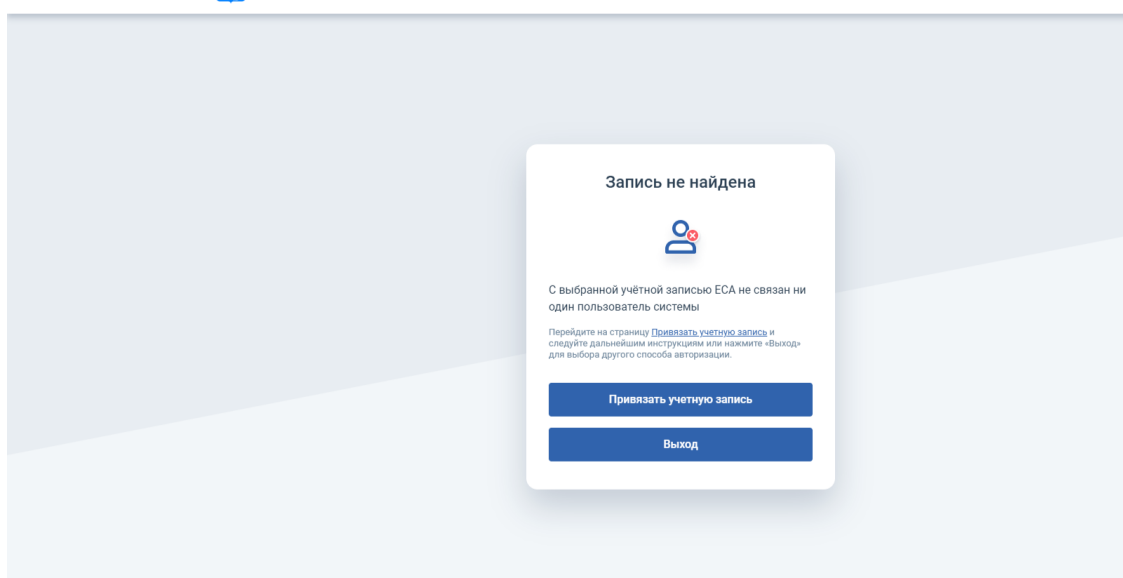 Запись не найдена
С выбранной учётной записью ЕСА не связан ни
один пользователь системы
Перейдите на страницу Привязать учетную запись и
следуйте дальнейшим инструкциям или нажмите «Выход»
для выбора другого способа авторизации.
Привязать учетную запись
Выход